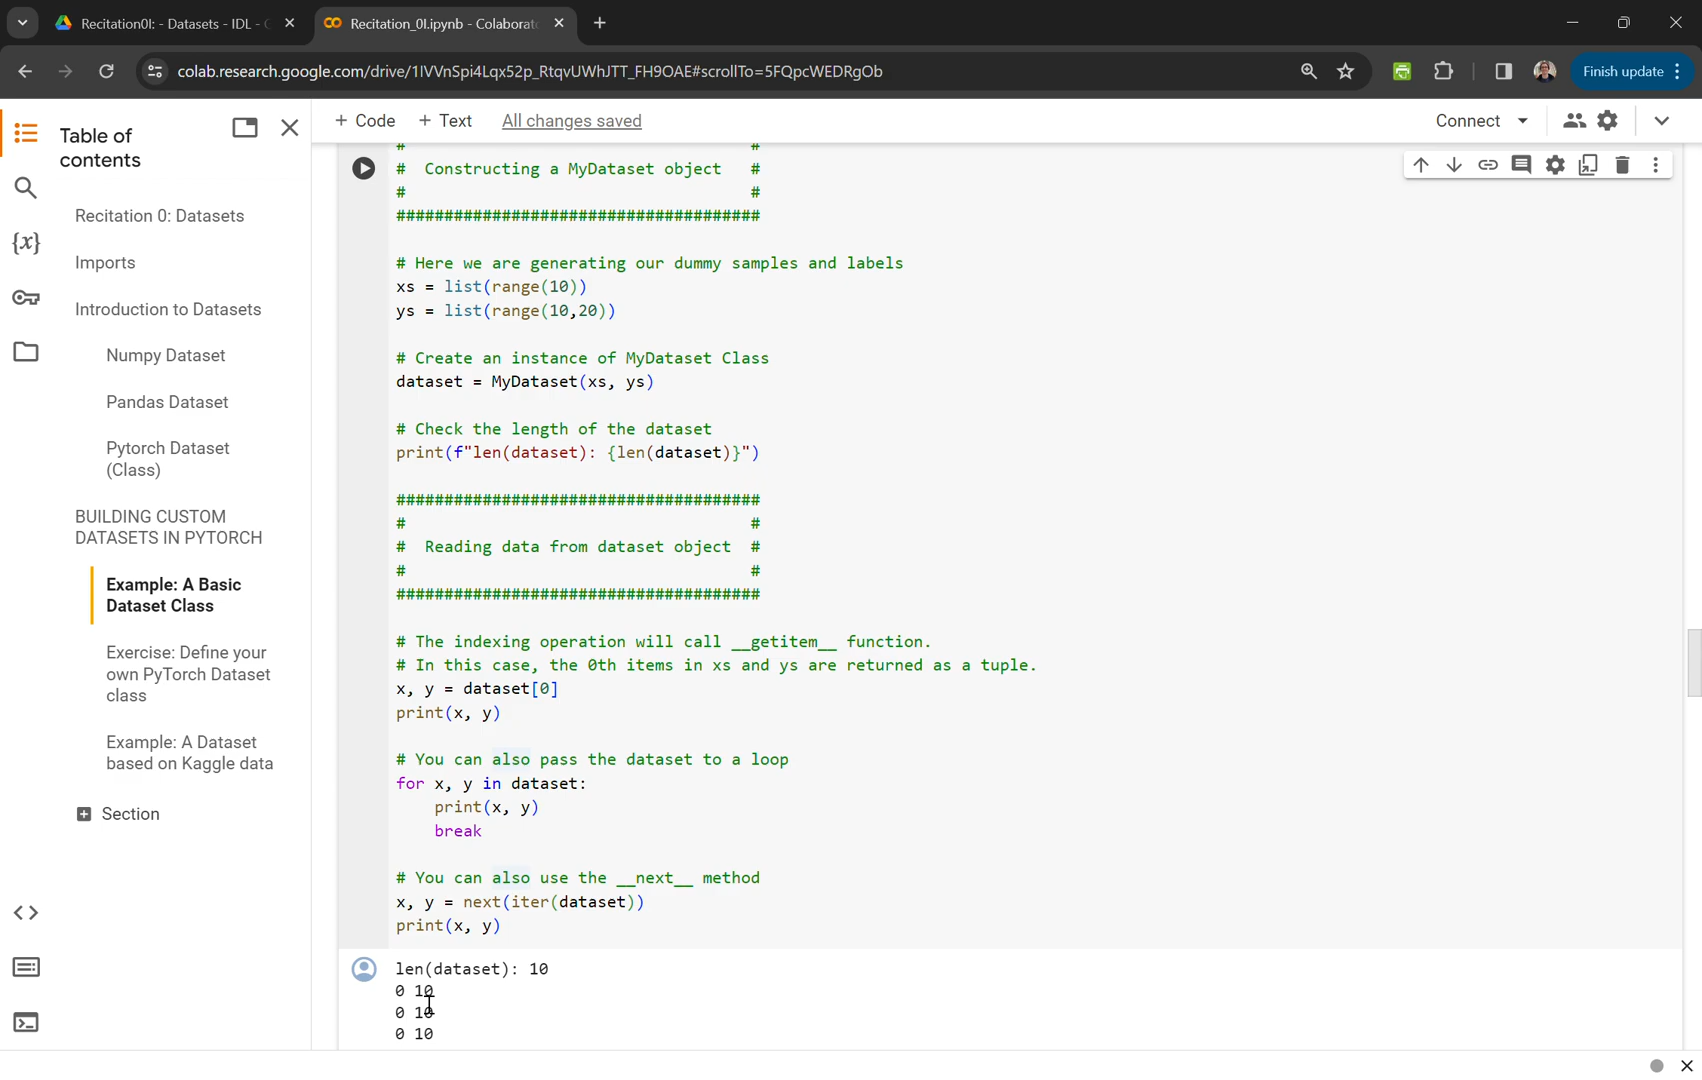 Recitation0I: - Datasets - IDL -
Recitation_0I.ipynb - Colaborat
colab.research.google.com/drive/1IVVnSpi4Lqx52p_RtqvUWhJTT_FH9OAE#scrollTo=5FQpcWEDRgOb
Finish update
Table of
contents
+ Code + Text All changes saved
Connect
Recitation 0: Datasets
Imports
Introduction to Datasets
Numpy Dataset
Pandas Dataset
Pytorch Dataset
(Class)
BUILDING CUSTOM
DATASETS IN PYTORCH
Example: A Basic
Dataset Class
Exercise: Define your
own PyTorch Dataset
class
Example: A Dataset
based on Kaggle data
Section
# #
# Constructing a MyDataset object #
# #
######################################
# Here we are generating our dummy samples and labels
xs = list(range(10))
ys = list(range(10,20))
# Create an instance of MyDataset Class
dataset = MyDataset(xs, ys)
# Check the length of the dataset
print(f"len(dataset): {len(dataset)}")
######################################
# #
# Reading data from dataset object #
# #
######################################
# The indexing operation will call __getitem__ function.
# In this case, the 0th items in xs and ys are returned as a tuple.
x, y = dataset[0]
print(x, y)
# You can also pass the dataset to a loop
for x, y in dataset:
print(x, y)
break
# You can also use the __next__ method
x, y = next(iter(dataset))
print(x, y)
len(dataset): 10
0 10
0 10
0 10